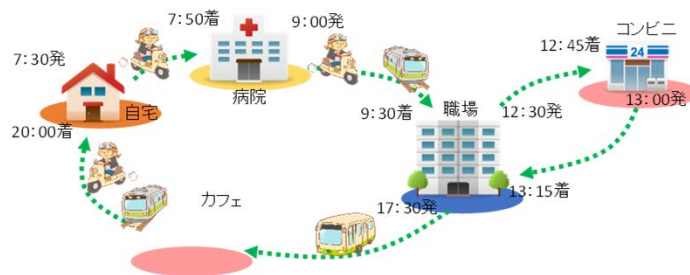 7：30発
自宅
7：50着
病院
9：00発
9：30着
職場
12：30発
12：45着
コンビニ
24
13：00発
13：15着
17：30発
カフェ
20：00着